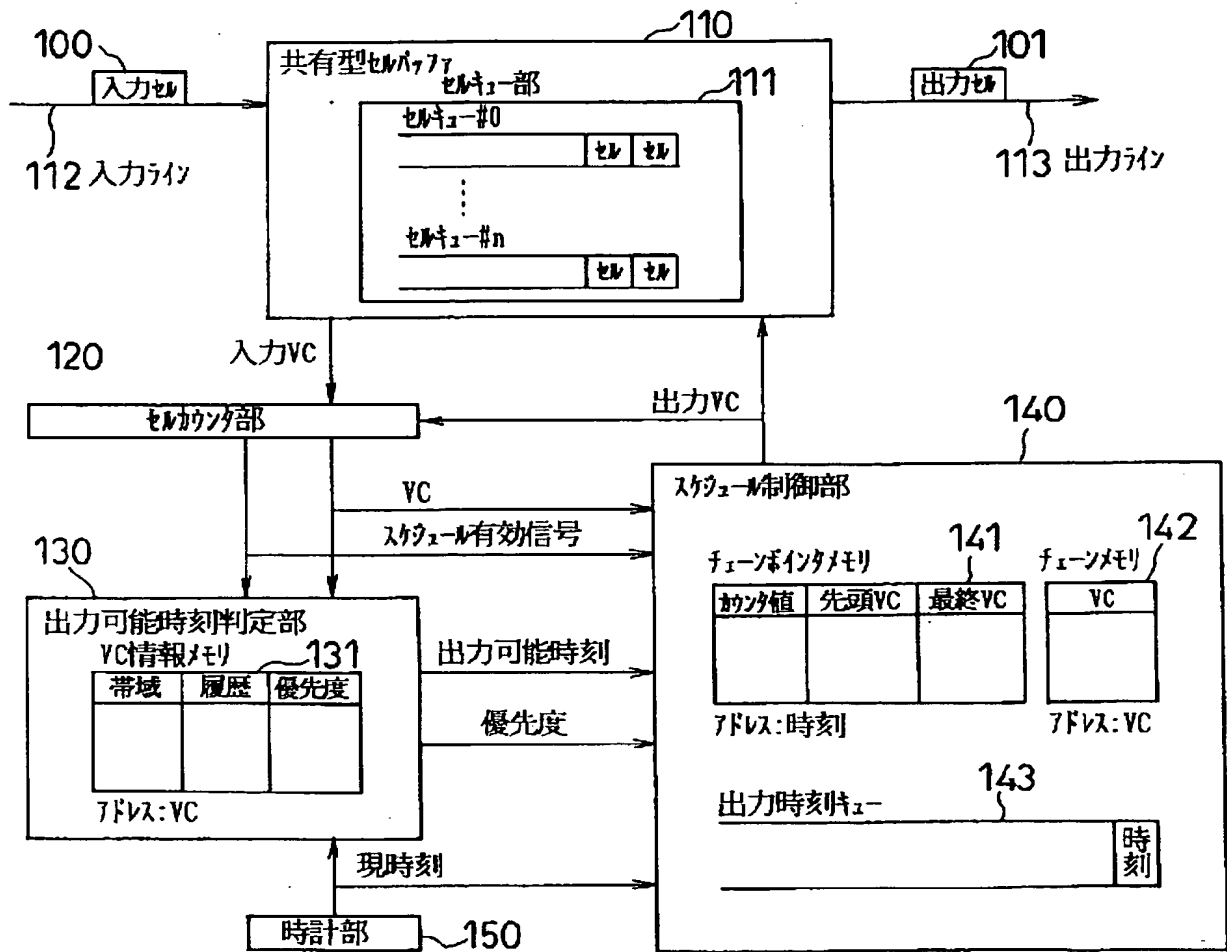 100
入力セル
110
共有型セルバッファ
セルキュー部
111
セルキュー#0
セル セル
セルキュー#n
セル セル
101
出力セル
112 入力ライン
113 出力ライン
120
入力VC
出力VC
セルカウンタ部
VC
スケジュール有効信号
130
出力可能時刻判定部
VC情報メモリ
131
帯域 履歴 優先度
アドレス:VC
出力可能時刻
優先度
現時刻
時計部
150
140
スケジュール制御部
チェーンポインタメモリ
141
カウンタ値 先頭VC 最終VC
アドレス:時刻
チェーンメモリ
142
VC
アドレス:VC
出力時刻キュー
143
時刻